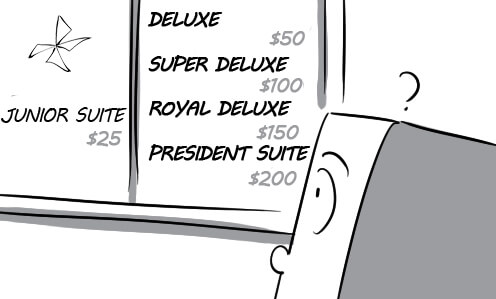 JUNIOR SUITE
$25
DELUXE
$50
SUPER DELUXE
$100
ROYAL DELUXE
$150
PRESIDENT SUITE
$200
?